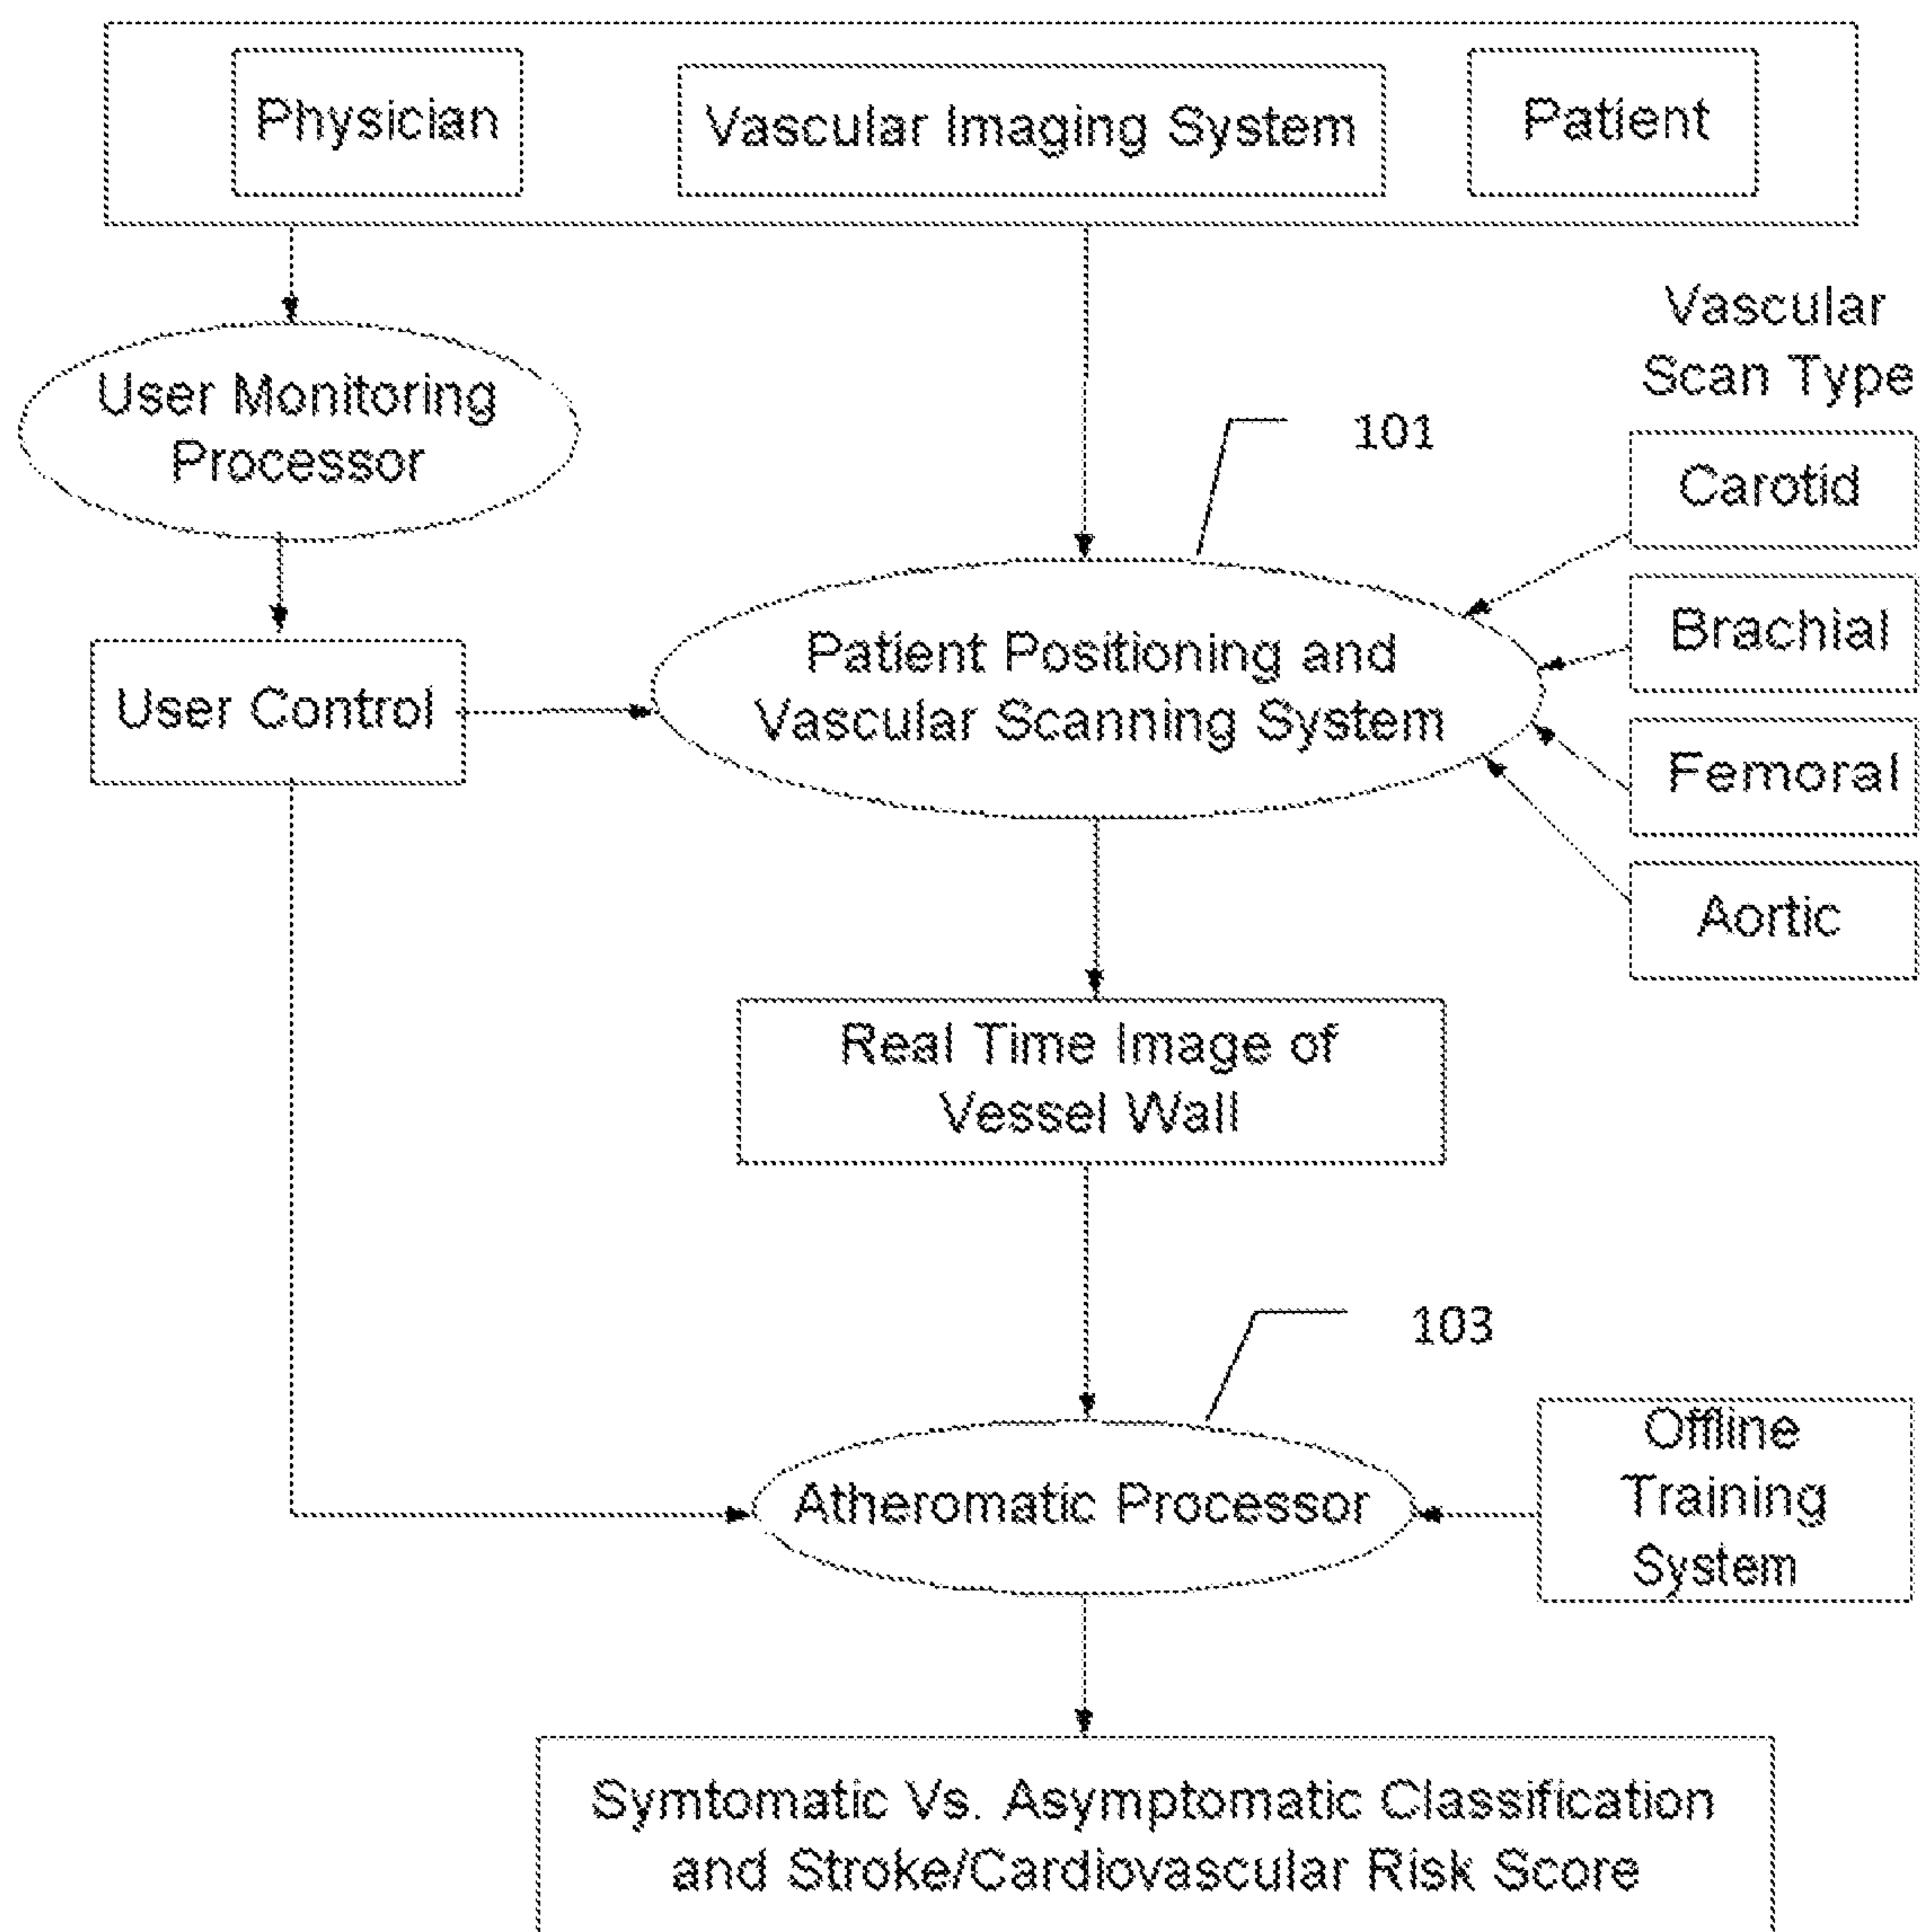 Physician
Vascular Imaging System
Patient
Vascular
Scan Type
User Monitoring
Processor
101
Carotid
Brachial
Patient Positioning and
Vascular Scanning System
User Control
Femoral
Aortic
Real Time Image of
Vessel Wall
103
Atheromatic Processor
Offline
Training
System
Symtomatic Vs. Asymptomatic Classification
and Stroke/Cardiovascular Risk Score